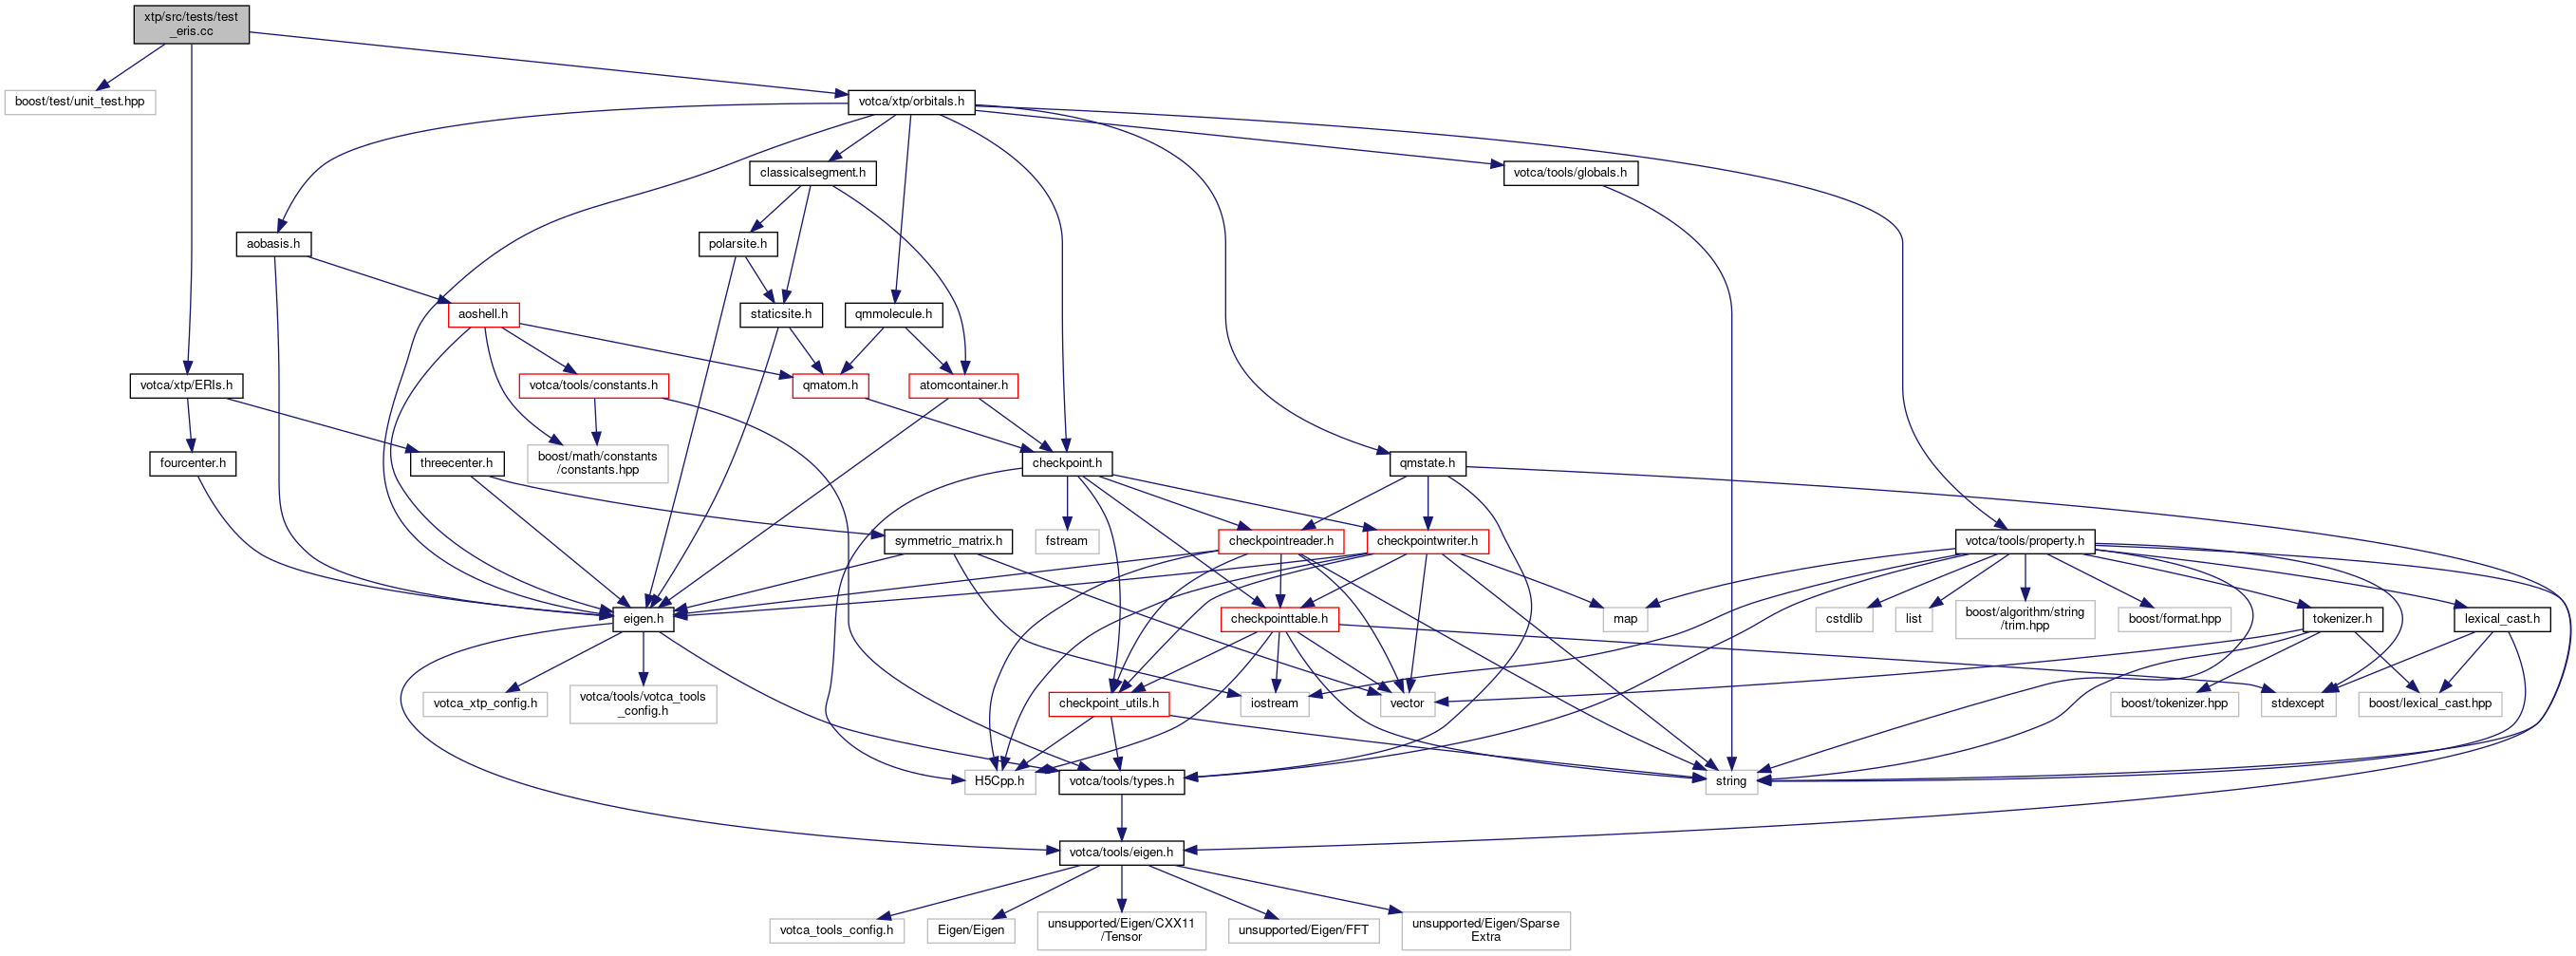 xtp/src/tests/test
_eris.cc
boost/test/unit_test.hpp
votca/xtp/orbitals.h
classicalsegment.h
votca/tools/globals.h
aobasis.h
polarsite.h
aoshell.h
staticsite.h
qmmolecule.h
votca/xtp/ERIs.h
votca/tools/constants.h
qmatom.h
atomcontainer.h
fourcenter.h
threecenter.h
boost/math/constants
/constants.hpp
checkpoint.h
qmstate.h
symmetric_matrix.h
fstream
checkpointreader.h
checkpointwriter.h
votca/tools/property.h
eigen.h
checkpointtable.h
map
cstdlib
list
boost/algorithm/string
/trim.hpp
boost/format.hpp
tokenizer.h
lexical_cast.h
votca_xtp_config.h
votca/tools/votca_tools
_config.h
checkpoint_utils.h
iostream
vector
boost/tokenizer.hpp
stdexcept
boost/lexical_cast.hpp
H5Cpp.h
votca/tools/types.h
string
votca/tools/eigen.h
votca_tools_config.h
Eigen/Eigen
unsupported/Eigen/CXX11
/Tensor
unsupported/Eigen/FFT
unsupported/Eigen/Sparse
Extra